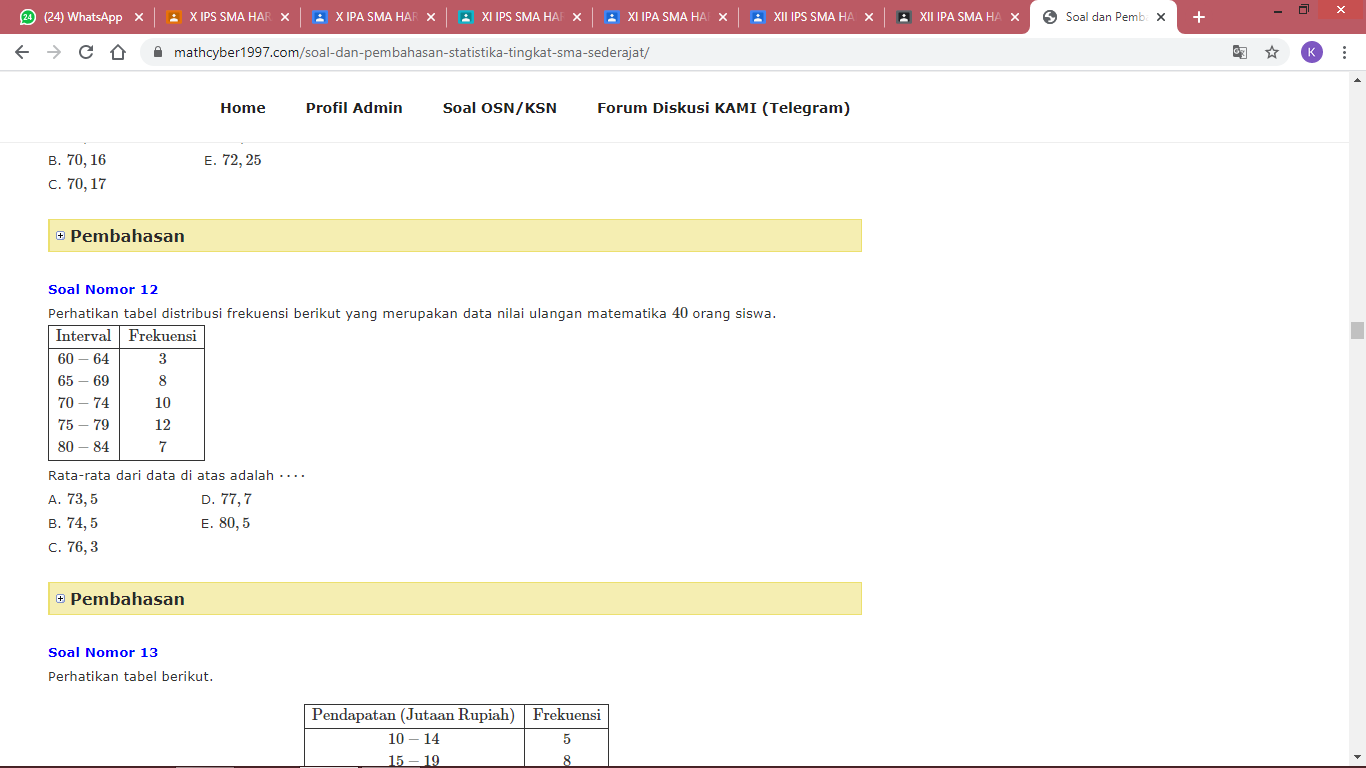 24 (24) WhatsApp
X IPS SMA HAR
X IPA SMA HAR
XI IPS SMA HAR
XI IPA SMA HA
XII IPS SMA HA
XII IPA SMA HA
Soal dan Pemb
mathcyber1997.com/soal-dan-pembahasan-statistika-tingkat-sma-sederajat/
K
Home Profil Admin Soal OSN/KSN Forum Diskusi KAMI (Telegram)
B. 70,16 E. 72,25
C. 70,17
Pembahasan
Soal Nomor 12
Perhatikan tabel distribusi frekuensi berikut yang merupakan data nilai ulangan matematika 40 orang siswa.
Interval Frekuensi
60 – 64 3
65 – 69 8
70 – 74 10
75 – 79 12
80 – 84 7
Rata-rata dari data di atas adalah ····
A. 73,5 D. 77,7
B. 74,5 E. 80,5
C. 76,3
Pembahasan
Soal Nomor 13
Perhatikan tabel berikut.
Pendapatan (Jutaan Rupiah) Frekuensi
10 – 14 5
15 – 19 8